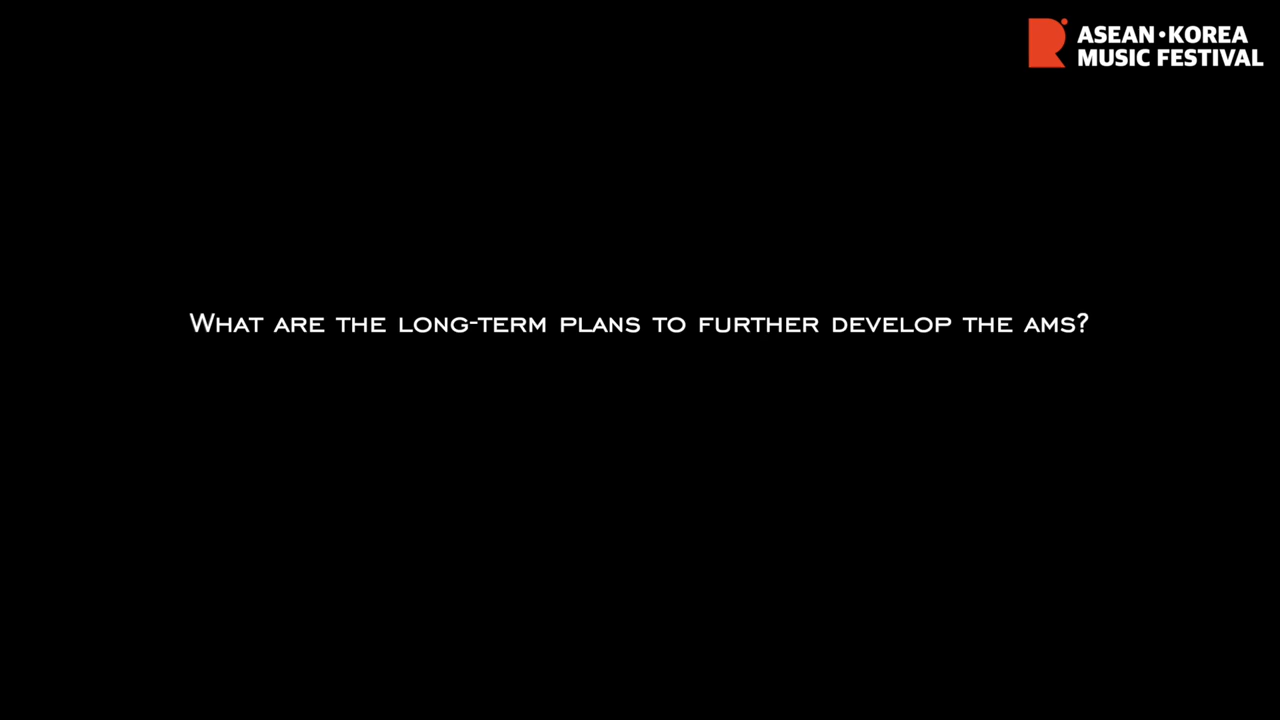 ASEAN•KOREA
MUSIC FESTIVAL
WHAT ARE THE LONG-TERM PLANS TO FURTHER DEVELOP THE AMS?